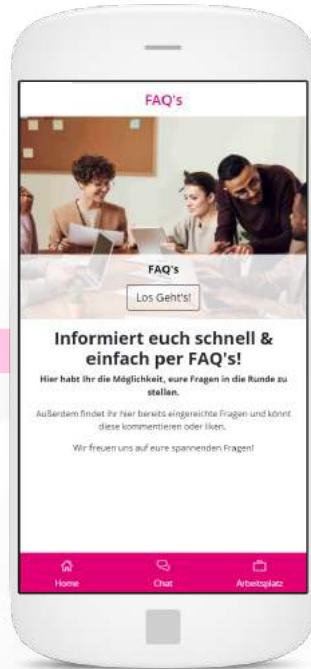 FAQ's
FAQ's
Los Geht's!
Informiert euch schnell &
einfach per FAQ's!
Hier habt ihr die Möglichkeit, eure Fragen in die Runde zu
stellen.
Außerdem findet ihr hier bereits eingereichte Fragen und könnt
diese kommentieren oder liken.
Wir freuen uns auf eure spannenden Fragen!
Home Chat Arbeitsplatz